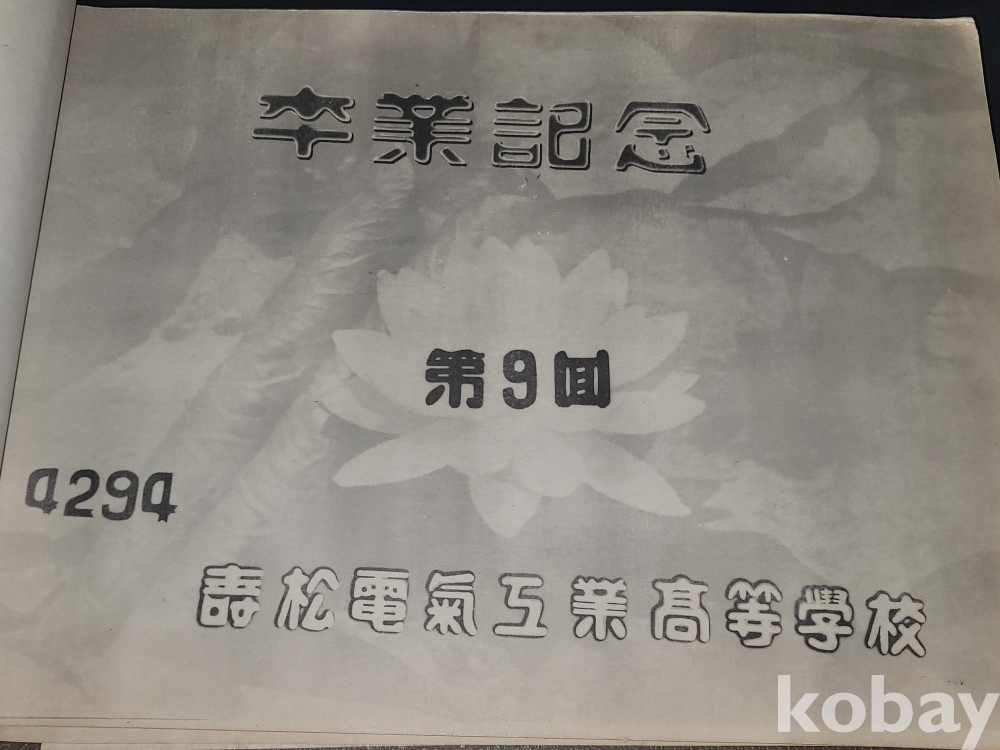 卒業記念
第9回
4294
壽松電氣工業高等學校
kobay